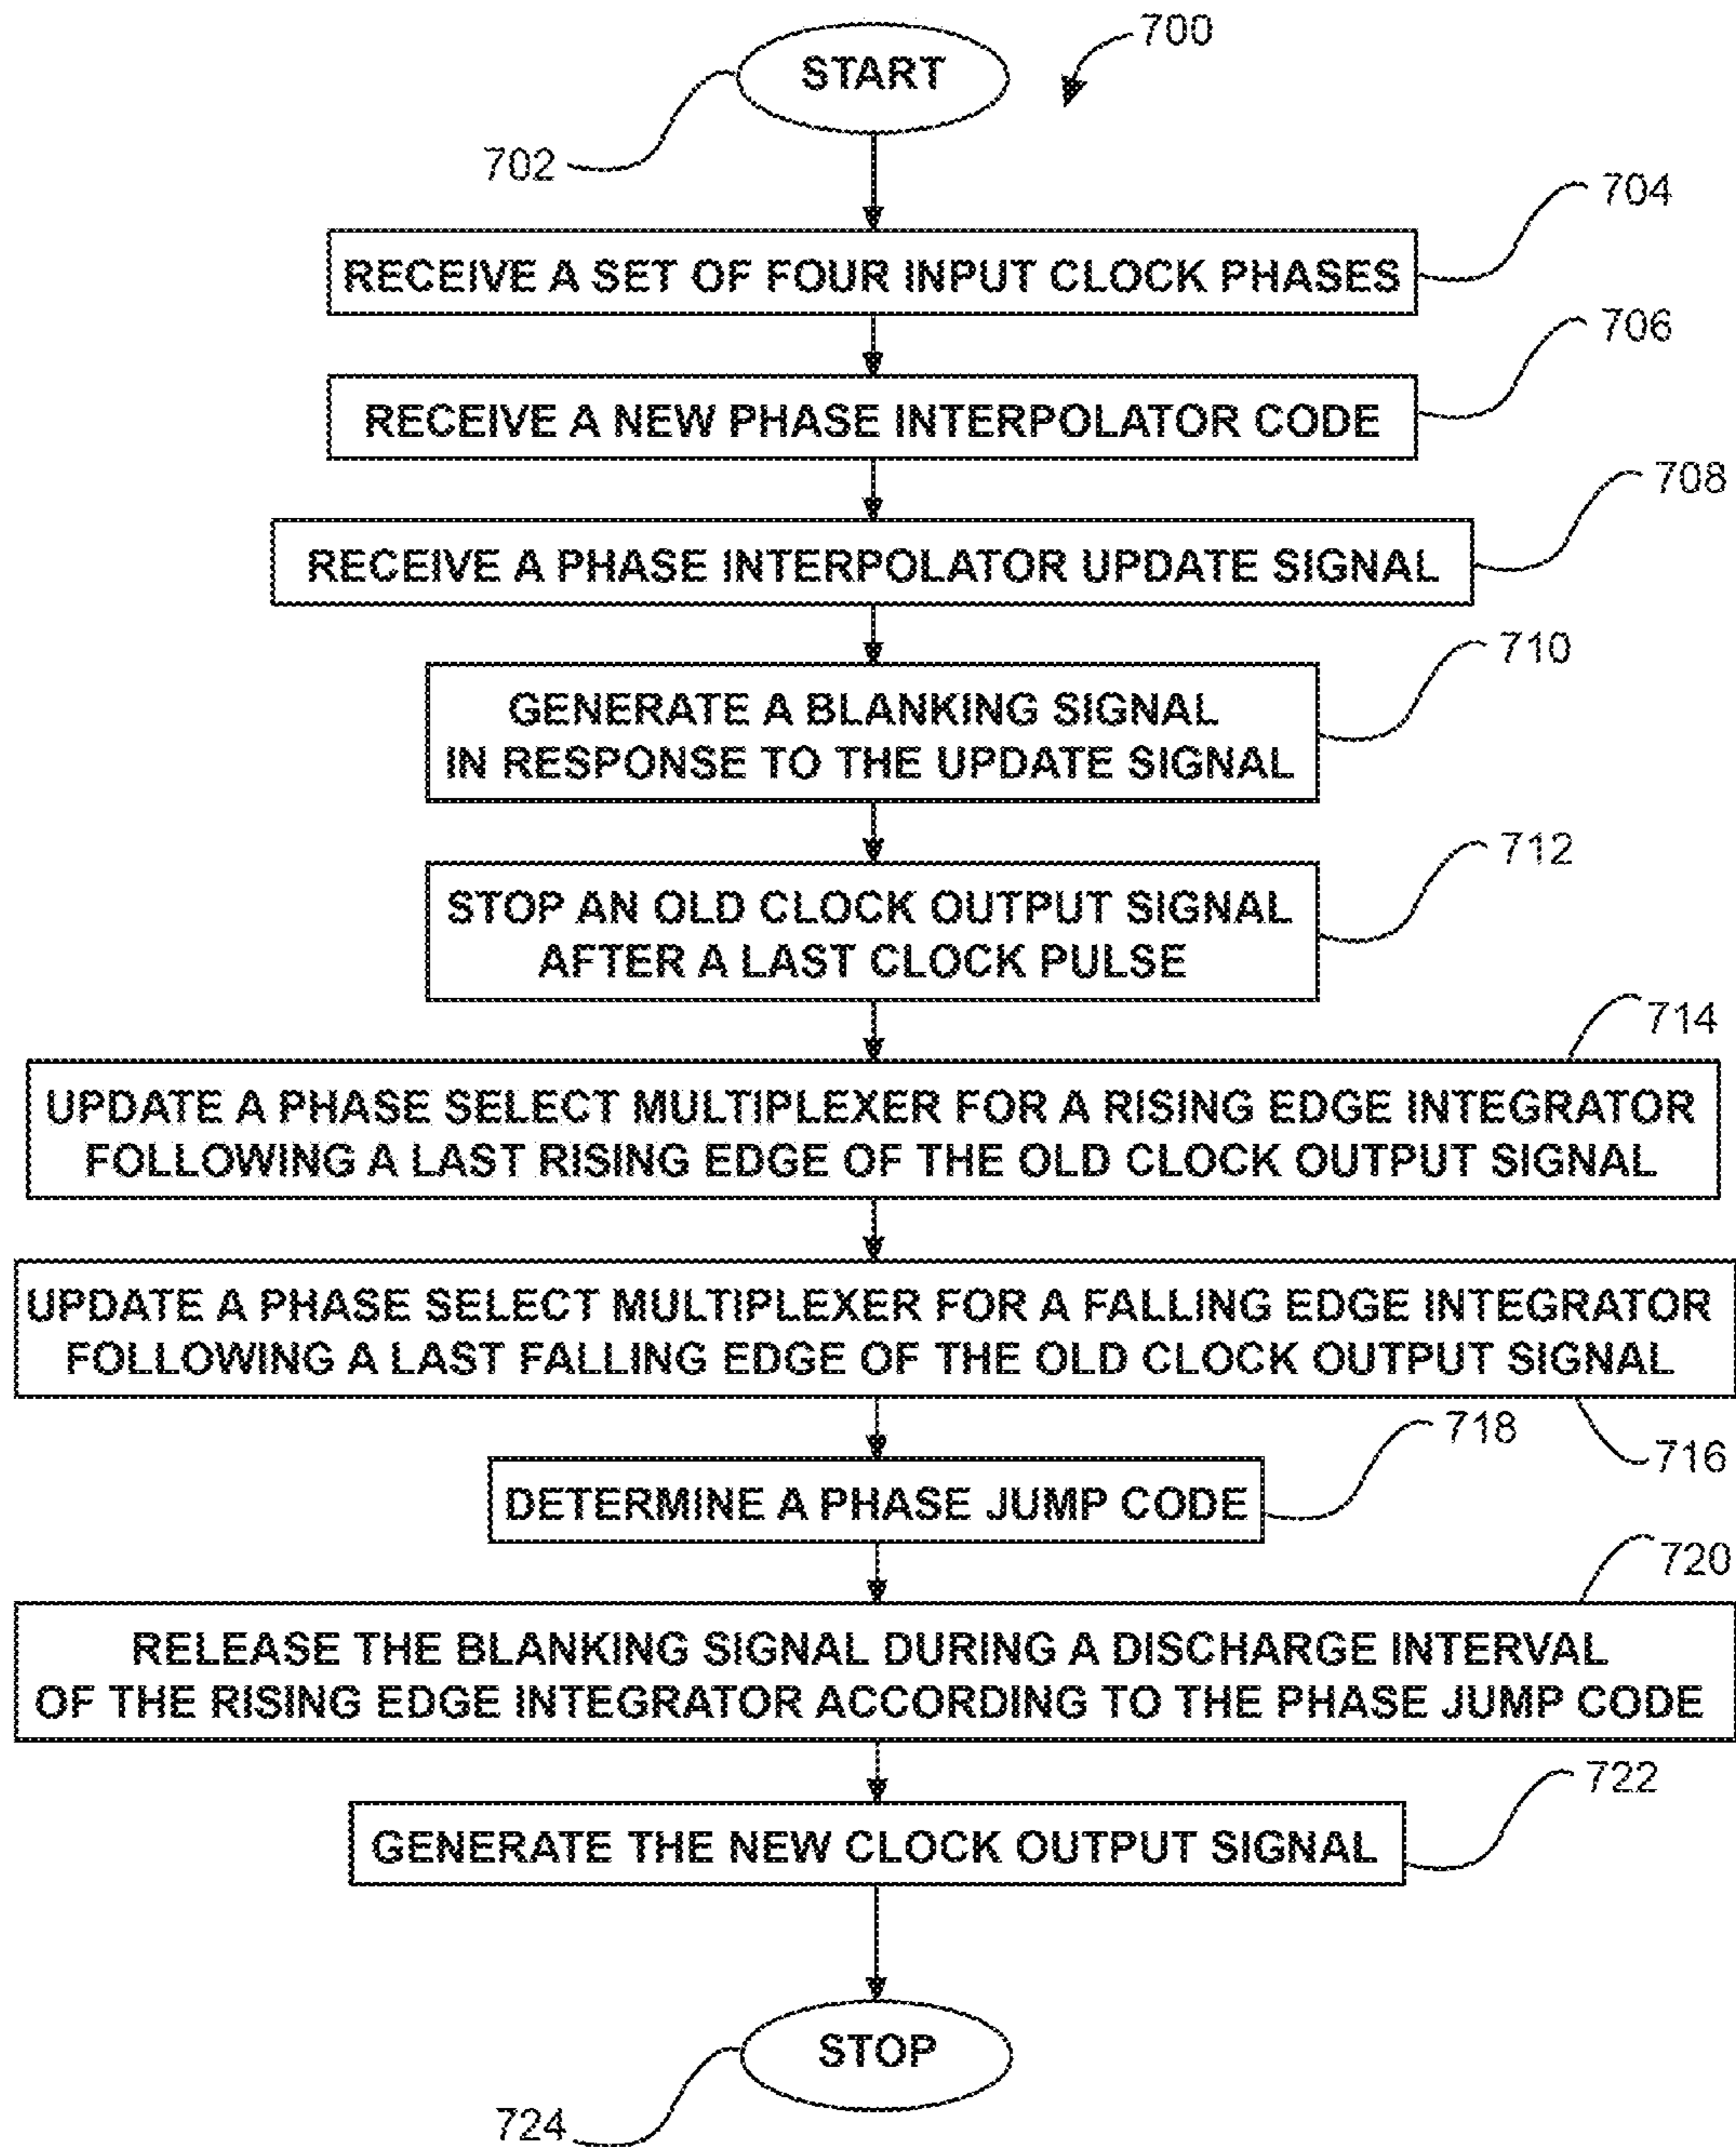 700
START
702
704
RECEIVE A SET OF FOUR INPUT CLOCK PHASES
706
RECEIVE A NEW PHASE INTERPOLATOR CODE
708
RECEIVE A PHASE INTERPOLATOR UPDATE SIGNAL
710
GENERATE A BLANKING SIGNAL
IN RESPONSE TO THE UPDATE SIGNAL
712
STOP AN OLD CLOCK OUTPUT SIGNAL
AFTER A LAST CLOCK PULSE
714
UPDATE A PHASE SELECT MULTIPLEXER FOR A RISING EDGE INTEGRATOR
FOLLOWING A LAST RISING EDGE OF THE OLD CLOCK OUTPUT SIGNAL
UPDATE A PHASE SELECT MULTIPLEXER FOR A FALLING EDGE INTEGRATOR
FOLLOWING A LAST FALLING EDGE OF THE OLD CLOCK OUTPUT SIGNAL
718
716
DETERMINE A PHASE JUMP CODE
720
RELEASE THE BLANKING SIGNAL DURING A DISCHARGE INTERVAL
OF THE RISING EDGE INTEGRATOR ACCORDING TO THE PHASE JUMP CODE
722
GENERATE THE NEW CLOCK OUTPUT SIGNAL
STOP
724